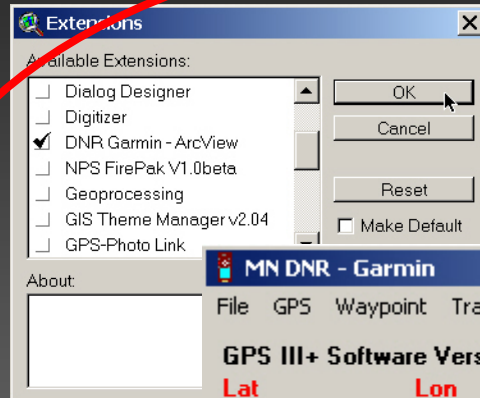 Extensions
Available Extensions:
Dialog Designer
Digitizer
DNR Garmin - ArcView
NPS FirePak V1.0beta
Geoprocessing
GIS Theme Manager v2.04
GPS-Photo Link
OK
Cancel
Reset
Make Default
About:
MN DNR - Garmin
File GPS Waypoint Tra
GPS III+ Software Vers
Lat Lon